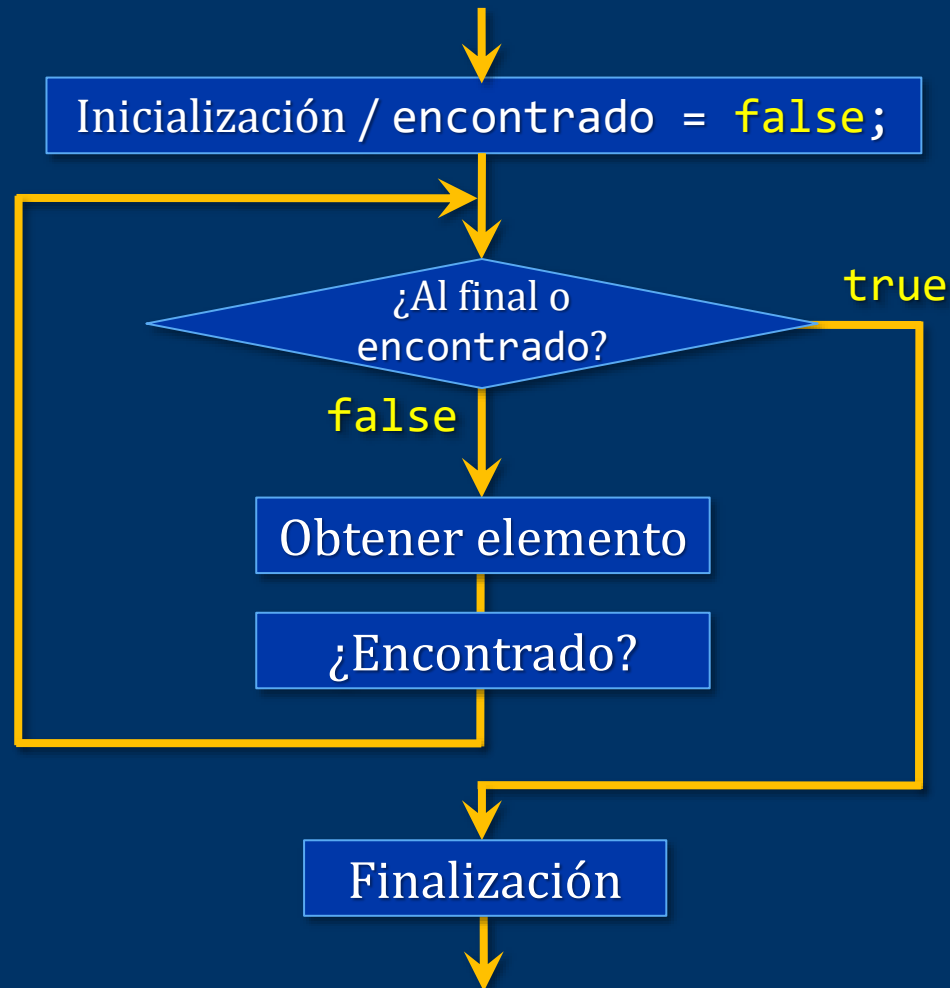 Inicialización / encontrado = false;
¿Al final o
encontrado?
true
false
Obtener elemento
¿Encontrado?
Finalización